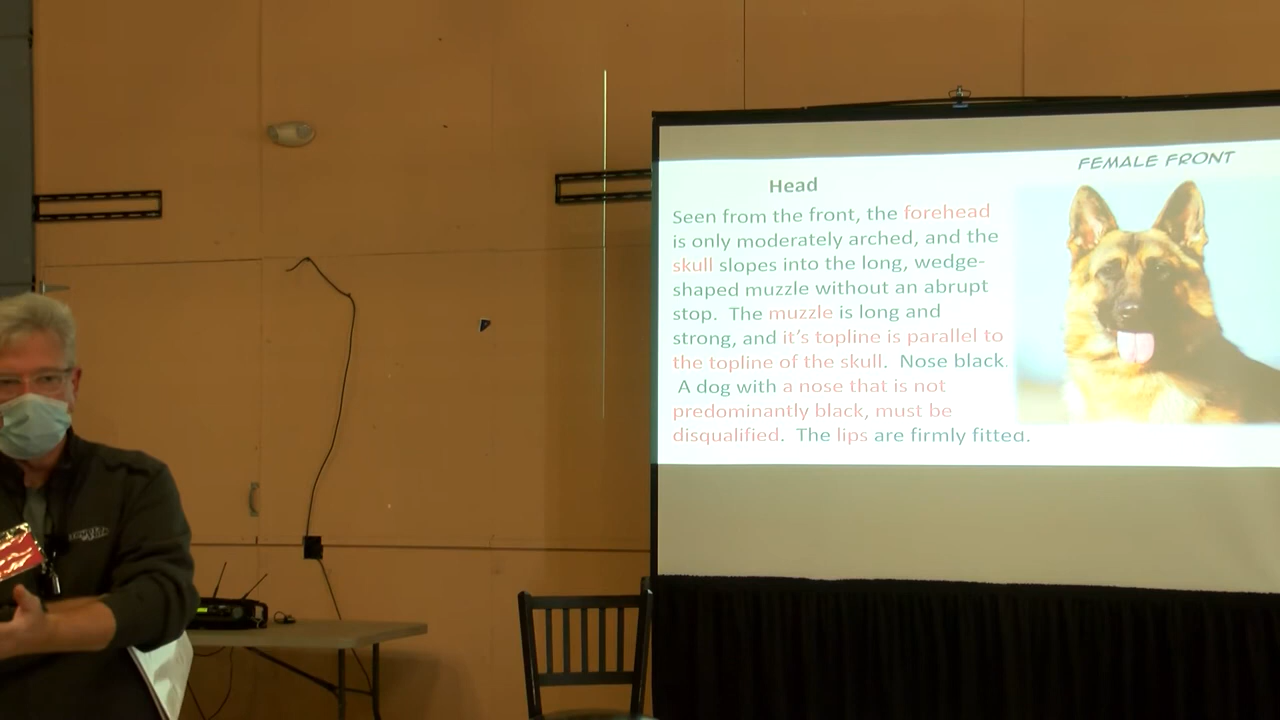 FEMALE FRONT
Head
Seen from the front, the forehead
is only moderately arched, and the
skull slopes into the long, wedge-
shaped muzzle without an abrupt
stop. The muzzle is long and
strong, and it's topline is parallel to
the topline of the skull. Nose black.
A dog with a nose that is not
predominantly black, must be
disqualified. The lips are firmly fitted.